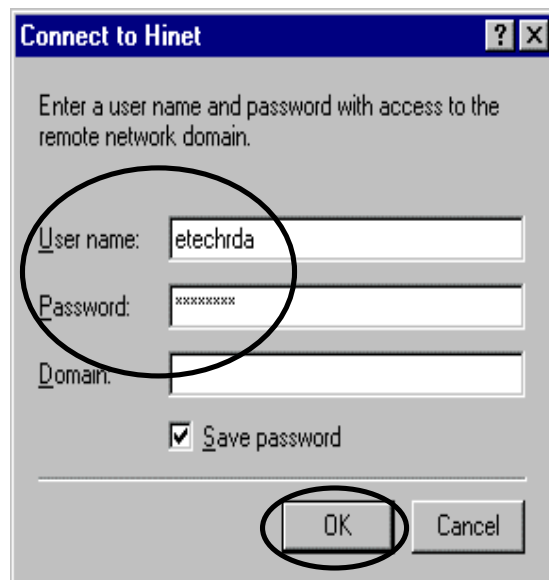 Connect to Hinet ? X
Enter a user name and password with access to the
remote network domain.
User name: etechrda
Password: ********
Domain:
Save password
OK Cancel